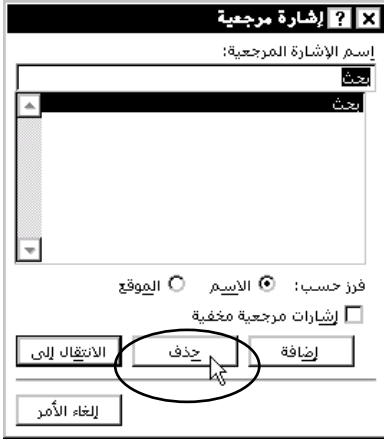 إشارة مرجعية
إسم الإشارة المرجعية:
بحث
بحث
فرز حسب: الاسم الموقع
إشارات مرجعية مخفية
إضافة حذف الانتقال إلى
إلغاء الأمر